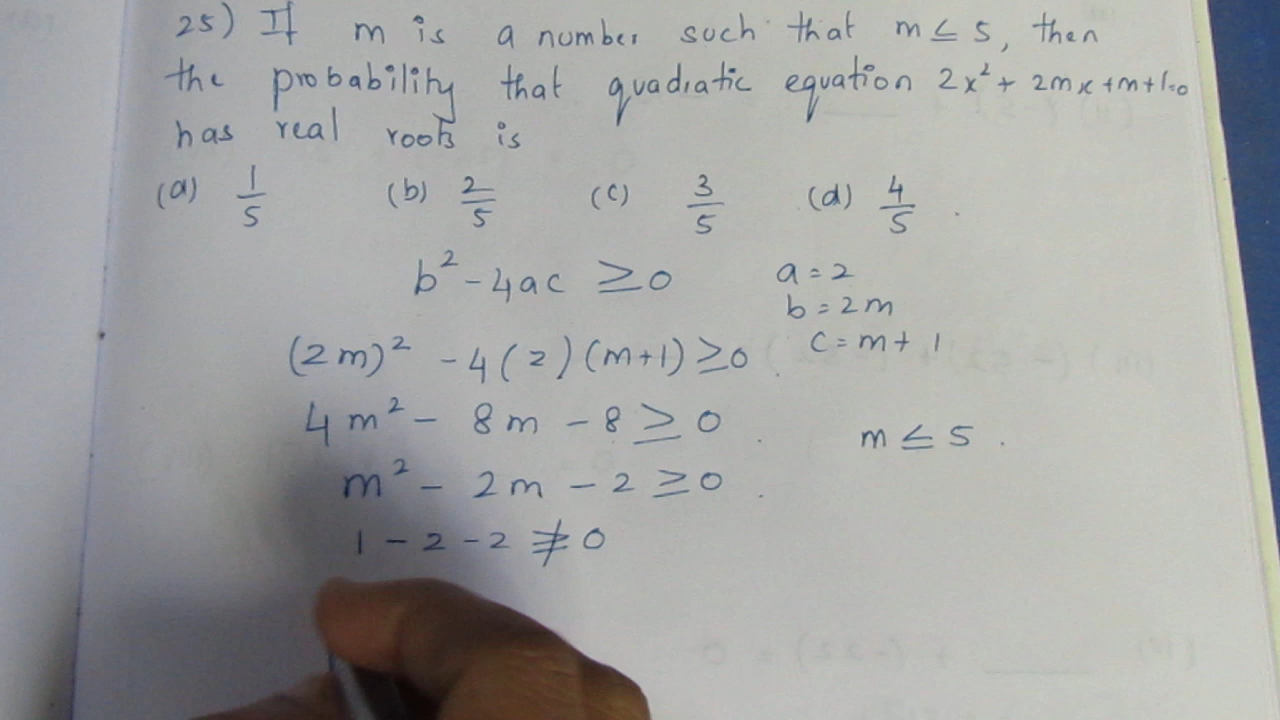 25) If m is a number such that m ≤ 5, then
the probability that quadratic equation 2x² + 2mx +m+1=0
has real roots is
(a) 1/5 (b) 2/5 (c) 3/5 (d) 4/5 .
b² - 4ac ≥ 0 a = 2
b = 2m
(2m)² - 4(2)(m+1) ≥ 0 . c = m + 1
4m² - 8m - 8 ≥ 0 . m ≤ 5 .
m² - 2m - 2 ≥ 0 .
1 - 2 - 2 ≱ 0